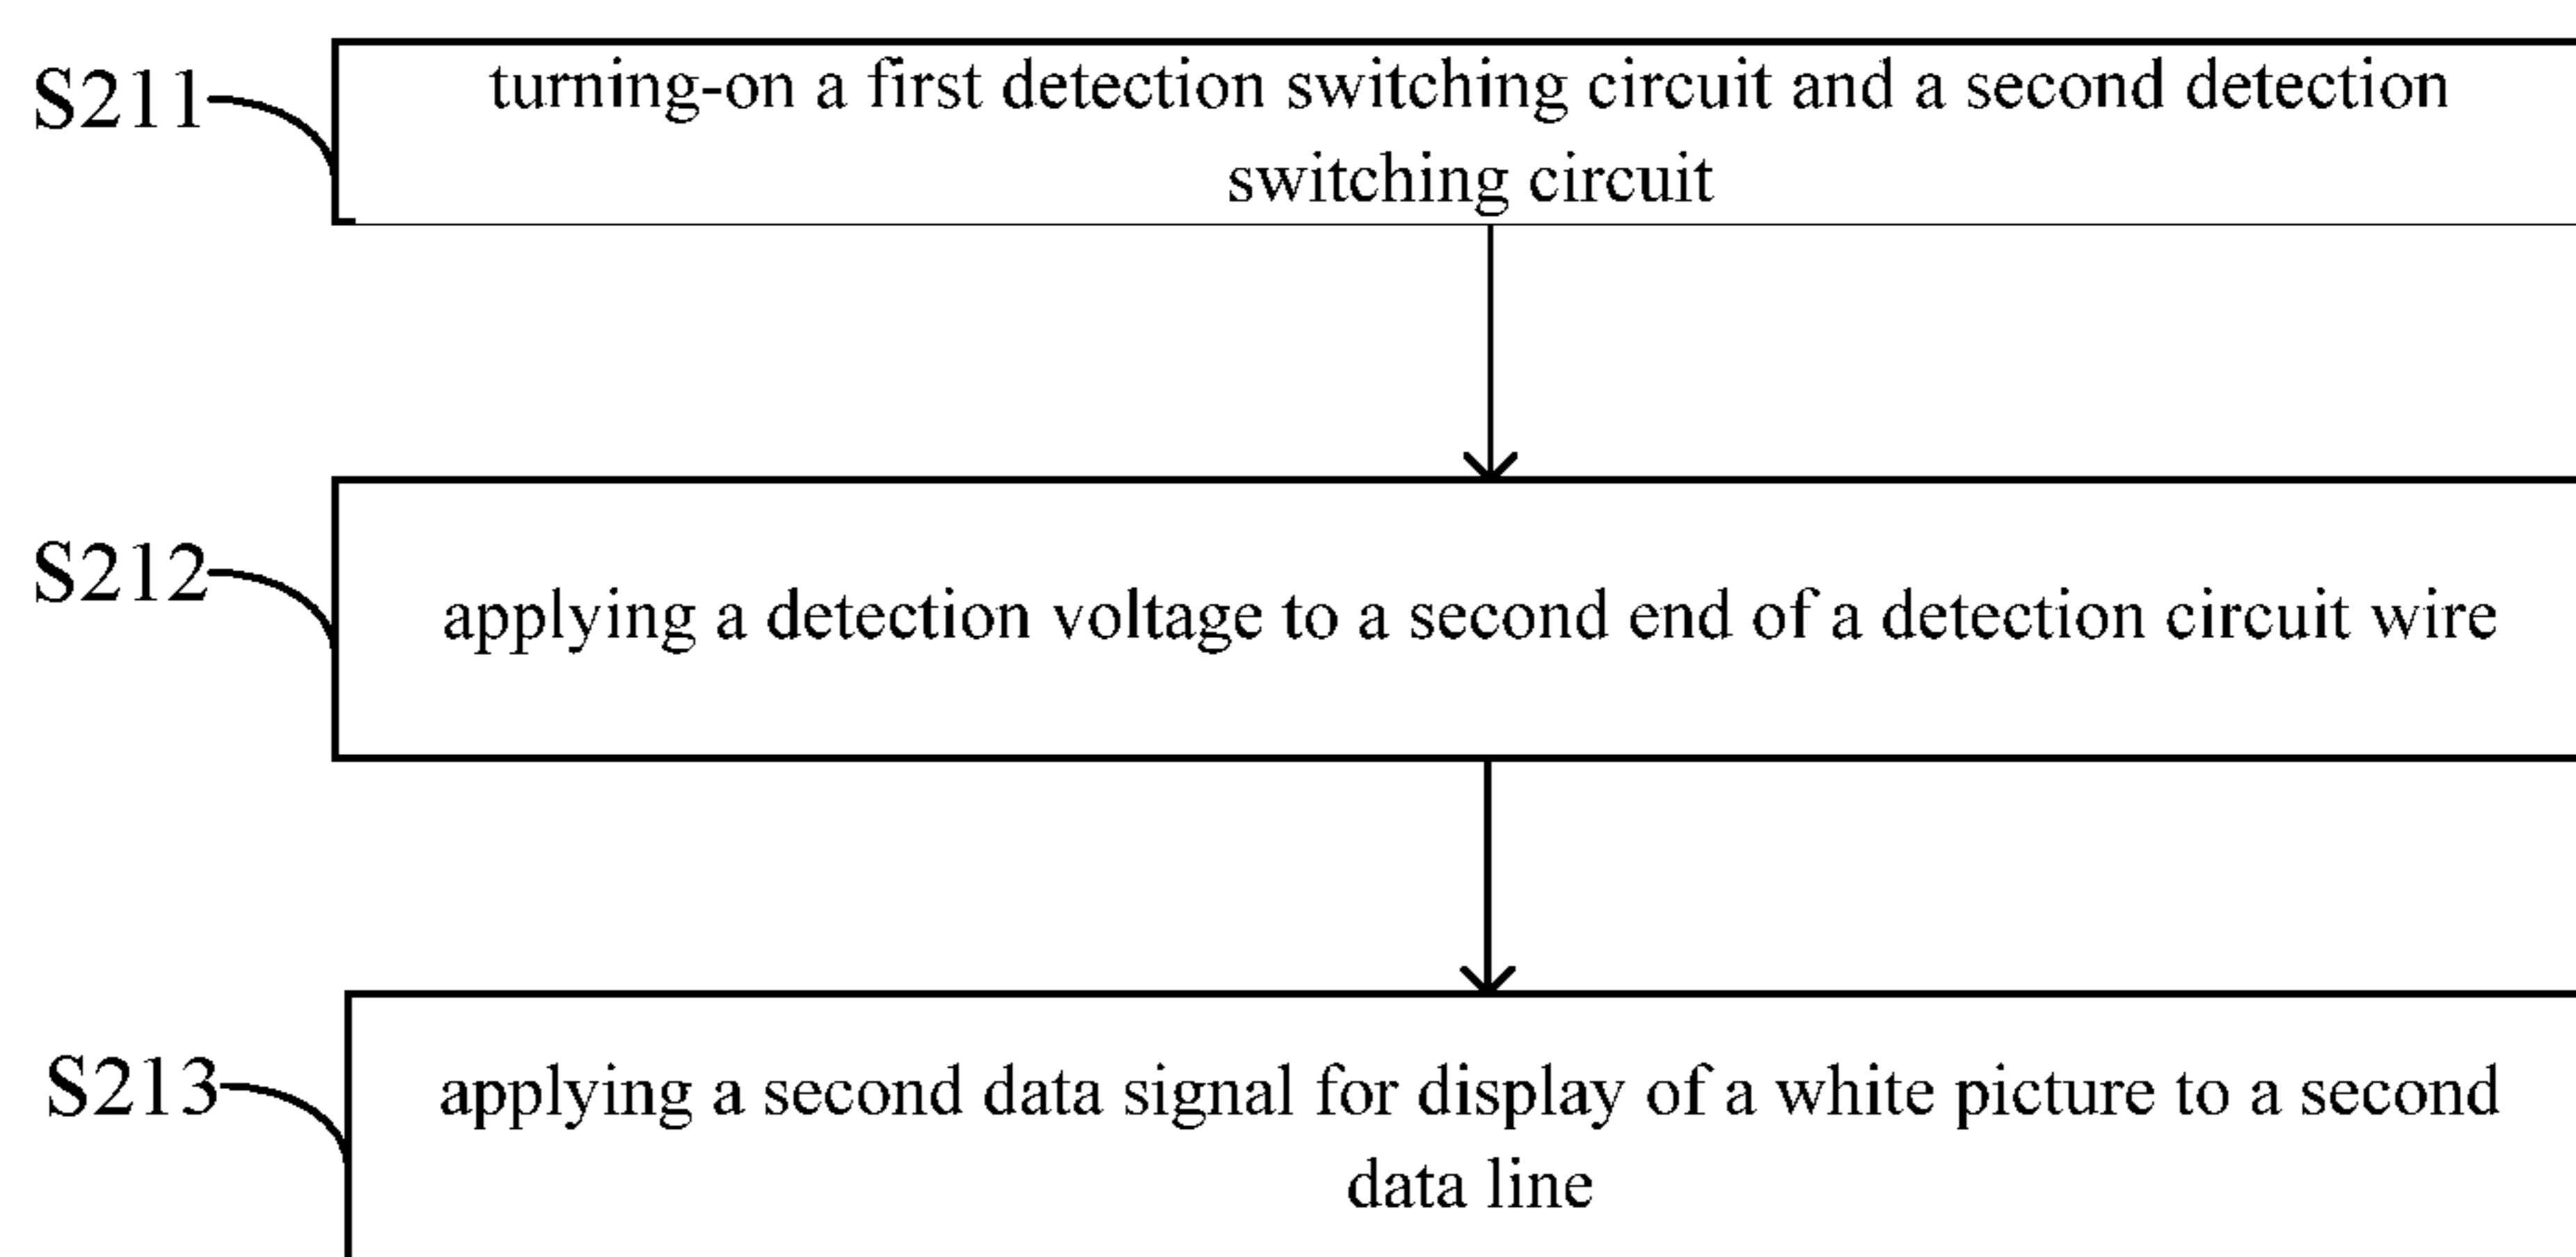 S211
turning-on a first detection switching circuit and a second detection
switching circuit
S212
applying a detection voltage to a second end of a detection circuit wire
S213
applying a second data signal for display of a white picture to a second
data line